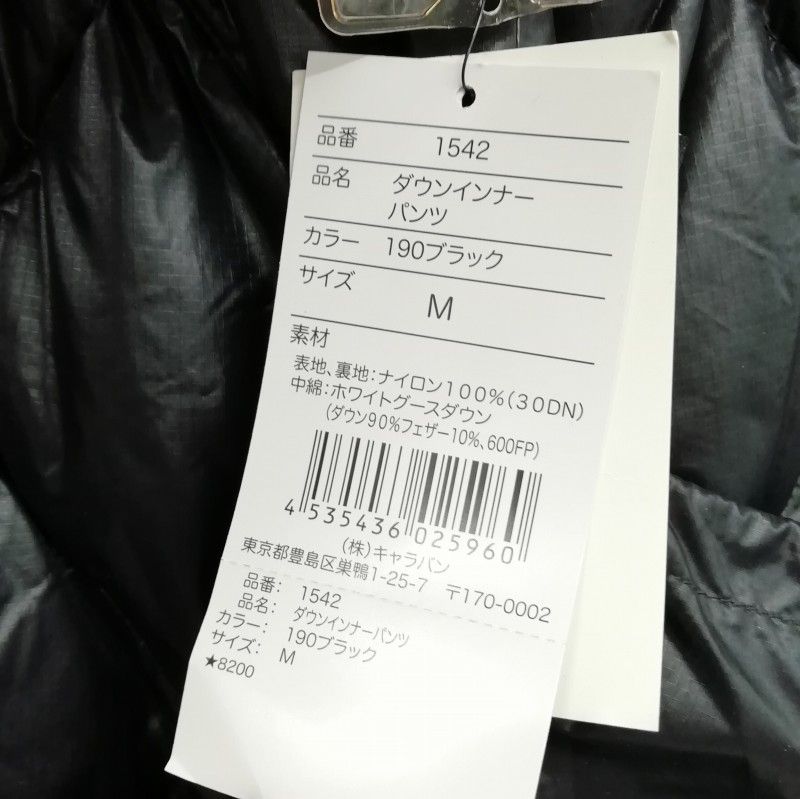 品番 1542
品名 ダウンインナー
パンツ
カラー 190ブラック
サイズ M
素材
表地、裏地：ナイロン100％(30DN)
中綿：ホワイトグースダウン
(ダウン90%フェザー10%、600FP)
4 535436 025960
(株)キャラバン
東京都豊島区巣鴨1-25-7 〒170-0002
品番： 1542
品名： ダウンインナーパンツ
カラー： 190ブラック
サイズ： M
★8200